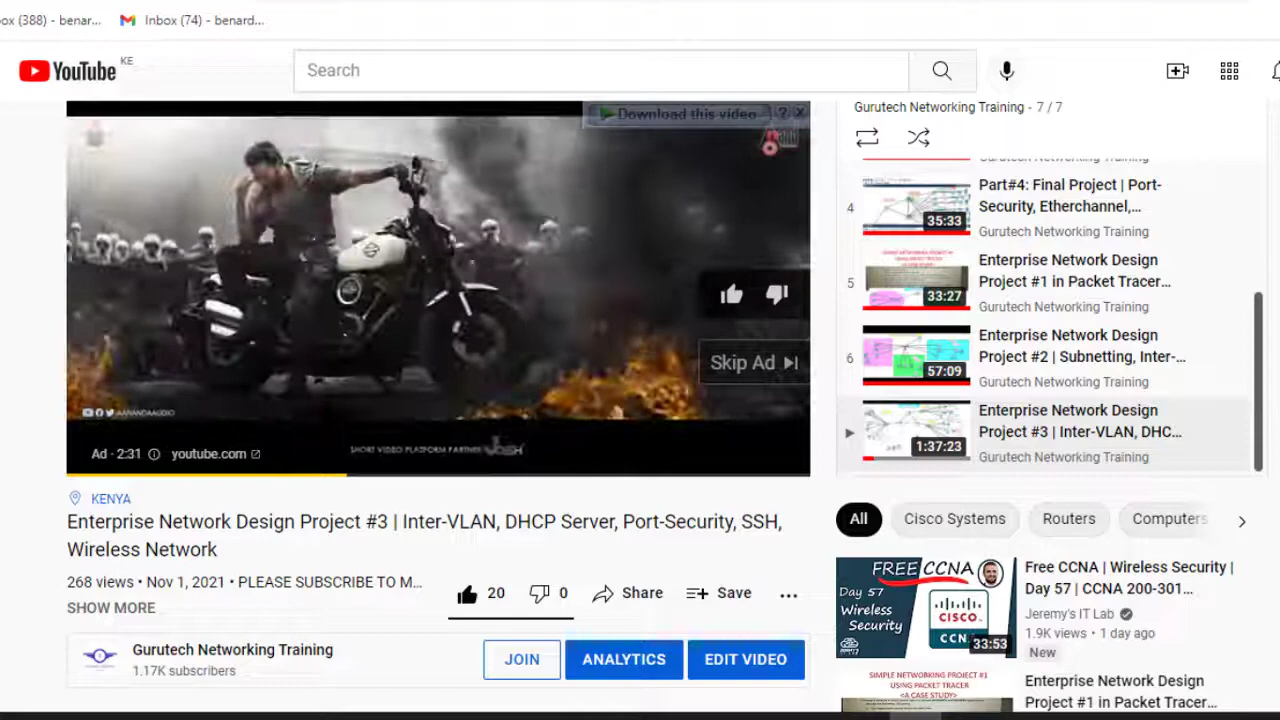 ox (388) - benar...
Inbox (74) - benard...
YouTube KE
Search
Download this video ? X
Skip Ad
AANANDAAUDIO
Ad · 2:31
youtube.com
SHORT VIDEO PLATFORM PARTNER Josh
KENYA
Enterprise Network Design Project #3 | Inter-VLAN, DHCP Server, Port-Security, SSH,
Wireless Network
268 views • Nov 1, 2021 • PLEASE SUBSCRIBE TO M...
SHOW MORE
20
0
Share
Save
Gurutech Networking Training
1.17K subscribers
JOIN
ANALYTICS
EDIT VIDEO
Gurutech Networking Training - 7 / 7
Gurutech Networking Training
4
35:33
Part#4: Final Project | Port-
Security, Etherchannel,...
Gurutech Networking Training
5
33:27
Enterprise Network Design
Project #1 in Packet Tracer...
Gurutech Networking Training
6
57:09
Enterprise Network Design
Project #2 | Subnetting, Inter-...
Gurutech Networking Training
1:37:23
Enterprise Network Design
Project #3 | Inter-VLAN, DHC...
Gurutech Networking Training
All
Cisco Systems
Routers
Computers
FREE CCNA
Day 57
Wireless
Security
CISCO
CCN
33:53
Free CCNA | Wireless Security |
Day 57 | CCNA 200-301...
Jeremy's IT Lab
1.9K views • 1 day ago
New
SIMPLE NETWORKING PROJECT #1
USING PACKET TRACER
<A CASE STUDY>
Enterprise Network Design
Project #1 in Packet Tracer...